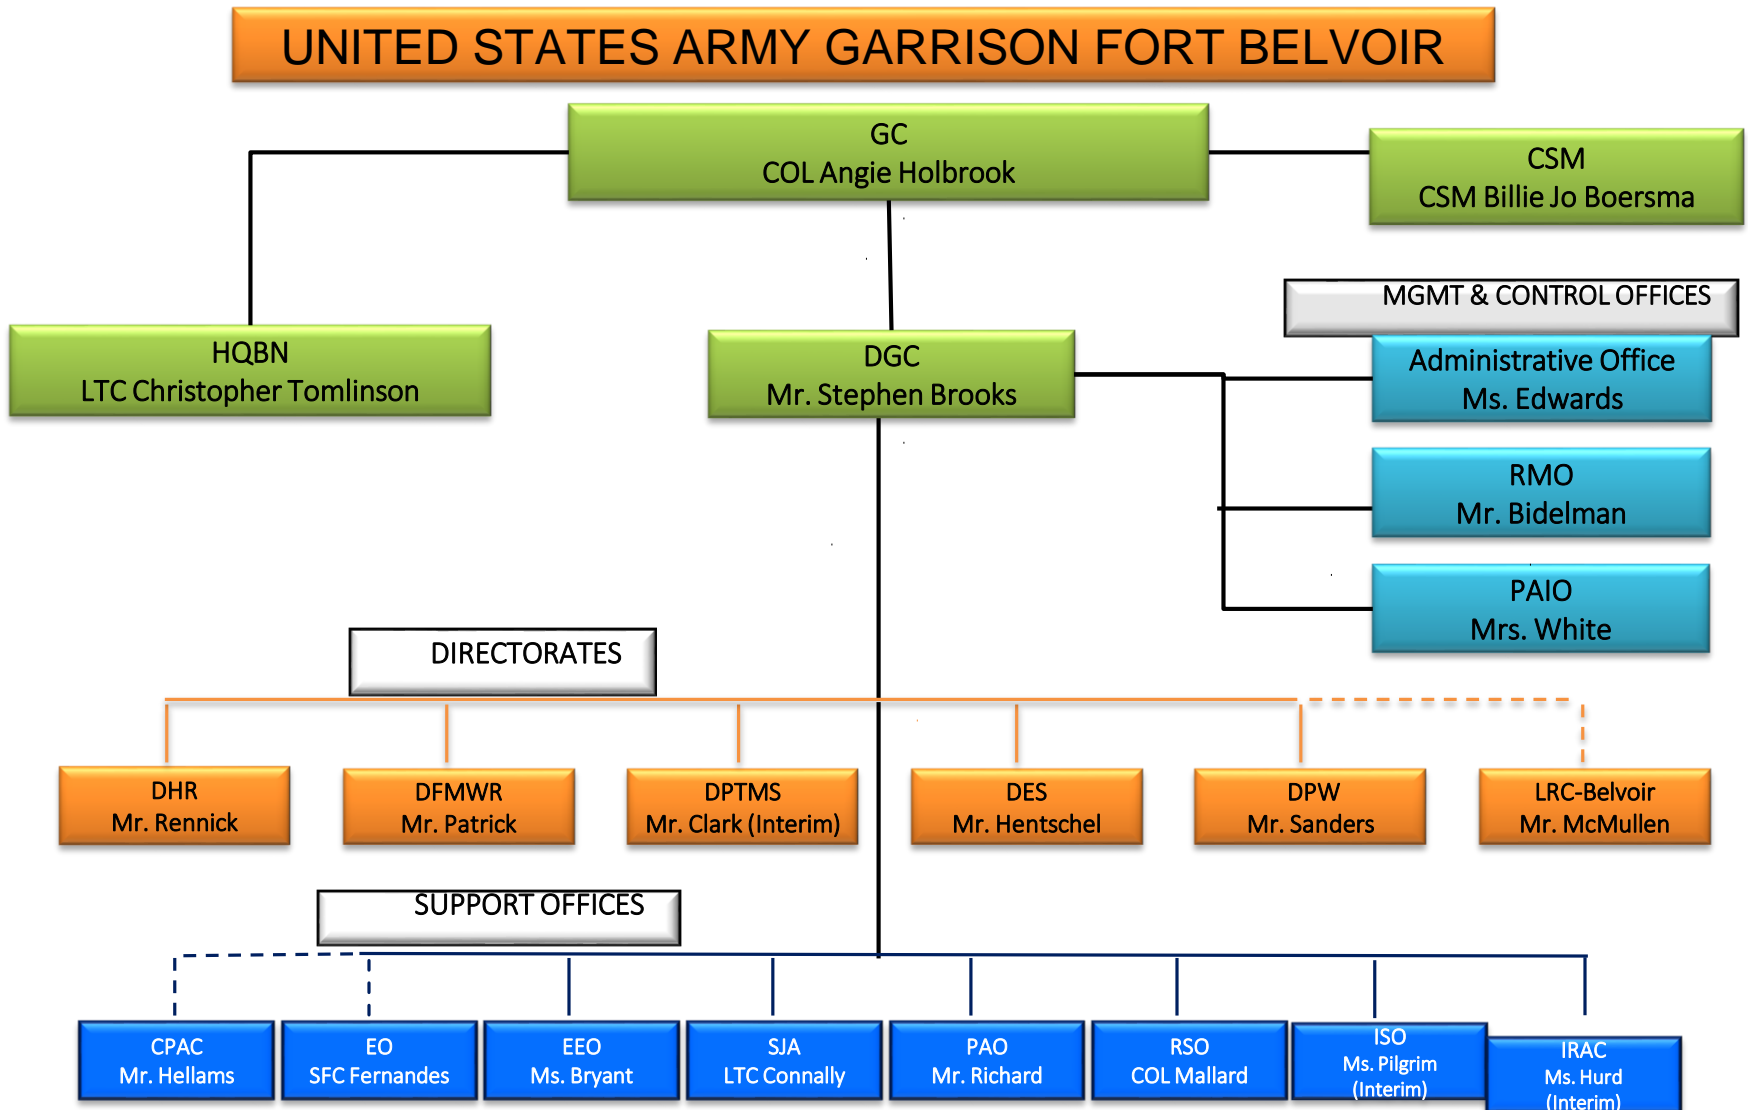 UNITED STATES ARMY GARRISON FORT BELVOIR
GC
COL Angie Holbrook
CSM
CSM Billie Jo Boersma
HQBN
LTC Christopher Tomlinson
DGC
Mr. Stephen Brooks
MGMT & CONTROL OFFICES
Administrative Office
Ms. Edwards
RMO
Mr. Bidelman
PAIO
Mrs. White
DIRECTORATES
DHR
Mr. Rennick
DFMWR
Mr. Patrick
DPTMS
Mr. Clark (Interim)
DES
Mr. Hentschel
DPW
Mr. Sanders
LRC-Belvoir
Mr. McMullen
SUPPORT OFFICES
CPAC
Mr. Hellams
EO
SFC Fernandes
EEO
Ms. Bryant
SJA
LTC Connally
PAO
Mr. Richard
RSO
COL Mallard
ISO
Ms. Pilgrim
(Interim)
IRAC
Ms. Hurd
(Interim)